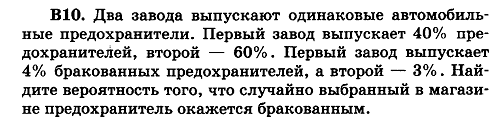 В10. Два завода выпускают одинаковые автомобиль-
ные предохранители. Первый завод выпускает 40% пре-
дохранителей, второй — 60%. Первый завод выпускает
4% бракованных предохранителей, а второй — 3%. Най-
дите вероятность того, что случайно выбранный в магази-
не предохранитель окажется бракованным.